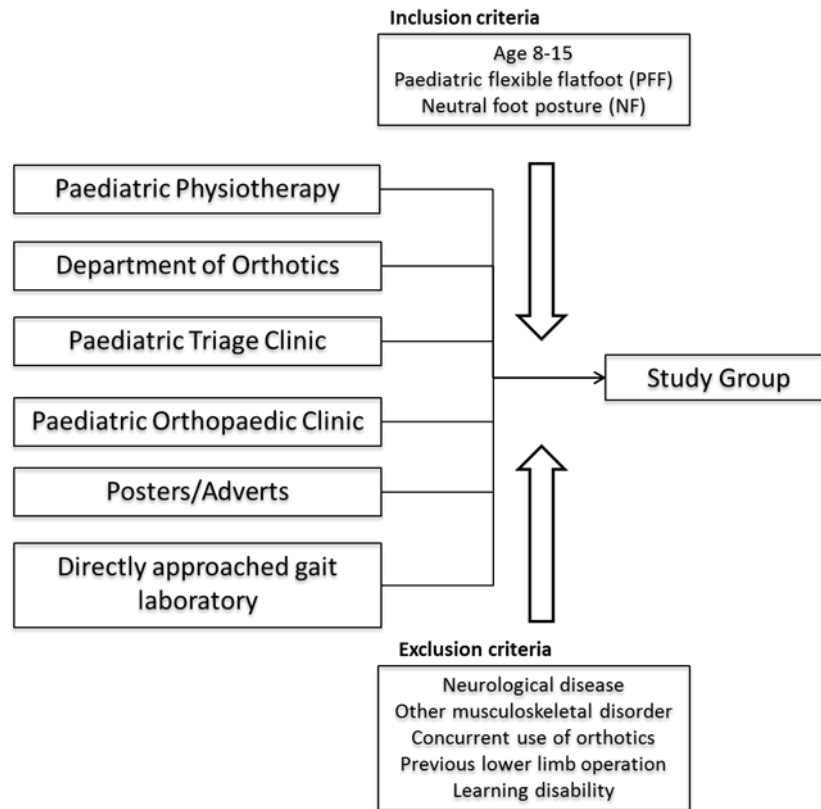 Inclusion criteria
Age 8-15
Paediatric flexible flatfoot (PFF)
Neutral foot posture (NF)
Paediatric Physiotherapy
Department of Orthotics
Paediatric Triage Clinic
Paediatric Orthopaedic Clinic
Posters/Adverts
Directly approached gait
laboratory
Study Group
Exclusion criteria
Neurological disease
Other musculoskeletal disorder
Concurrent use of orthotics
Previous lower limb operation
Learning disability